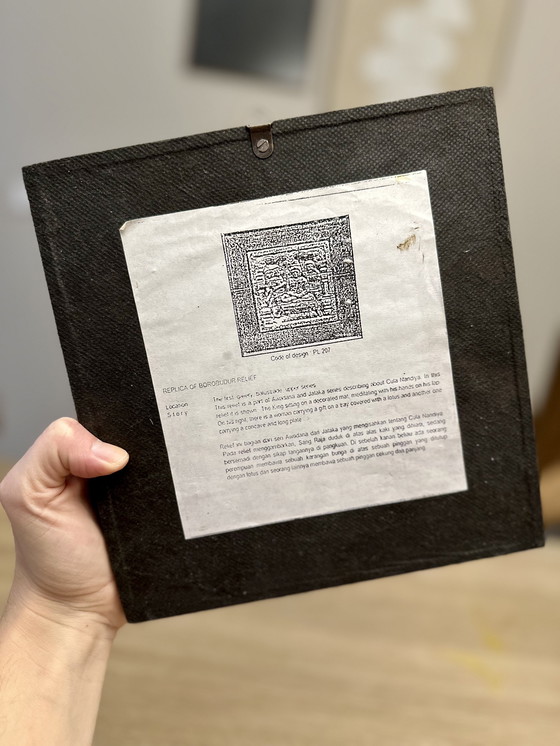 Code of design : PL 207
REPLICA OF BOROBUDUR RELIEF
Location The first gallery, balustrade upper series
Story This relief is a part of Avadana and Jataka series describing about Cula Nandiya. In this
relief it is shown. The King sitting on a decorated mat, meditating with his hands on his lap.
On his right, there is a woman carrying a gift on a tray covered with a lotus and another one
carrying a concave and long plate
Relief ini bagian dari seri Avadana dan Jataka yang mengisahkan tentang Cula Nandiya.
Pada relief menggambarkan, Sang Raja duduk di atas alas kaki yang dihiasi, sedang
bersemadi dengan sikap tangannya di pangkuan. Di sebelah kanan beliau ada seorang
perempuan membawa sebuah karangan bunga di atas sebuah pinggan yang ditutup
dengan lotus dan seorang lainnya membawa sebuah pinggan cekung dan panjang.